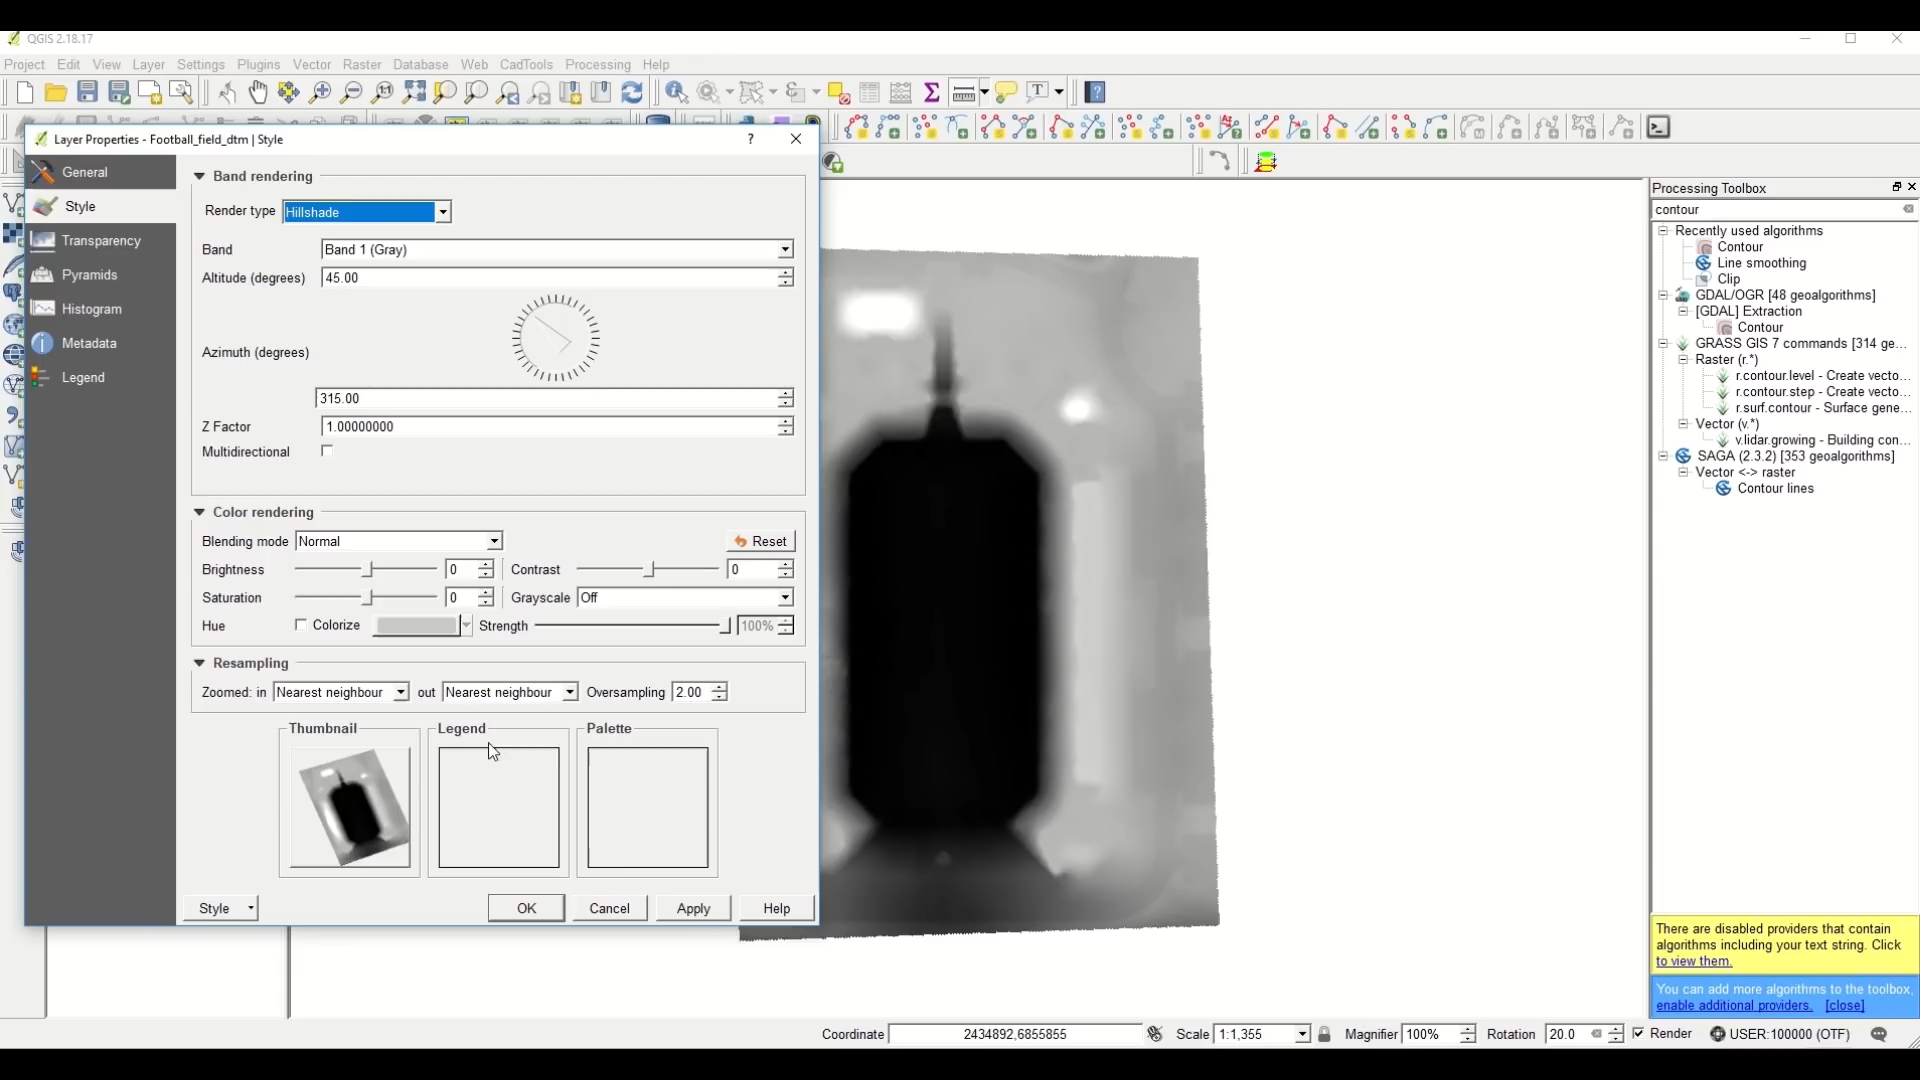 QGIS 2.18.17
Project Edit View Layer Settings Plugins Vector Raster Database Web CadTools Processing Help
Layer Properties - Football_field_dtm | Style
General
Style
Transparency
Pyramids
Histogram
Metadata
Legend
Band rendering
Render type Hillshade
Band Band 1 (Gray)
Altitude (degrees) 45.00
Azimuth (degrees)
315.00
Z Factor 1.00000000
Multidirectional
Color rendering
Blending mode Normal Reset
Brightness 0 Contrast 0
Saturation 0 Grayscale Off
Hue Colorize Strength 100%
Resampling
Zoomed: in Nearest neighbour out Nearest neighbour Oversampling 2.00
Thumbnail Legend Palette
Style OK Cancel Apply Help
Processing Toolbox
contour
Recently used algorithms
Contour
Line smoothing
Clip
GDAL/OGR [48 geoalgorithms]
[GDAL] Extraction
Contour
GRASS GIS 7 commands [314 ge...
Raster (r.*)
r.contour.level - Create vecto...
r.contour.step - Create vecto...
r.surf.contour - Surface gene...
Vector (v.*)
v.lidar.growing - Building con...
SAGA (2.3.2) [353 geoalgorithms]
Vector <-> raster
Contour lines
There are disabled providers that contain
algorithms including your text string. Click
to view them.
You can add more algorithms to the toolbox,
enable additional providers. [close]
Coordinate 2434892,6855855 Scale 1:1,355 Magnifier 100% Rotation 20.0 Render USER:100000 (OTF)